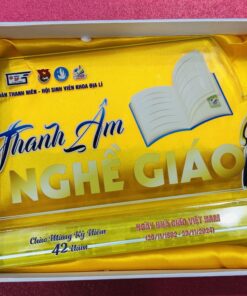 ĐOÀN THANH NIÊN - HỘI SINH VIÊN KHOA ĐỊA LÍ
Thanh Âm
NGHỀ GIÁO
Chào Mừng Kỷ Niệm
42 Năm
NGÀY NHÀ GIÁO VIỆT NAM
(20/11/1982 - 20/11/2024)